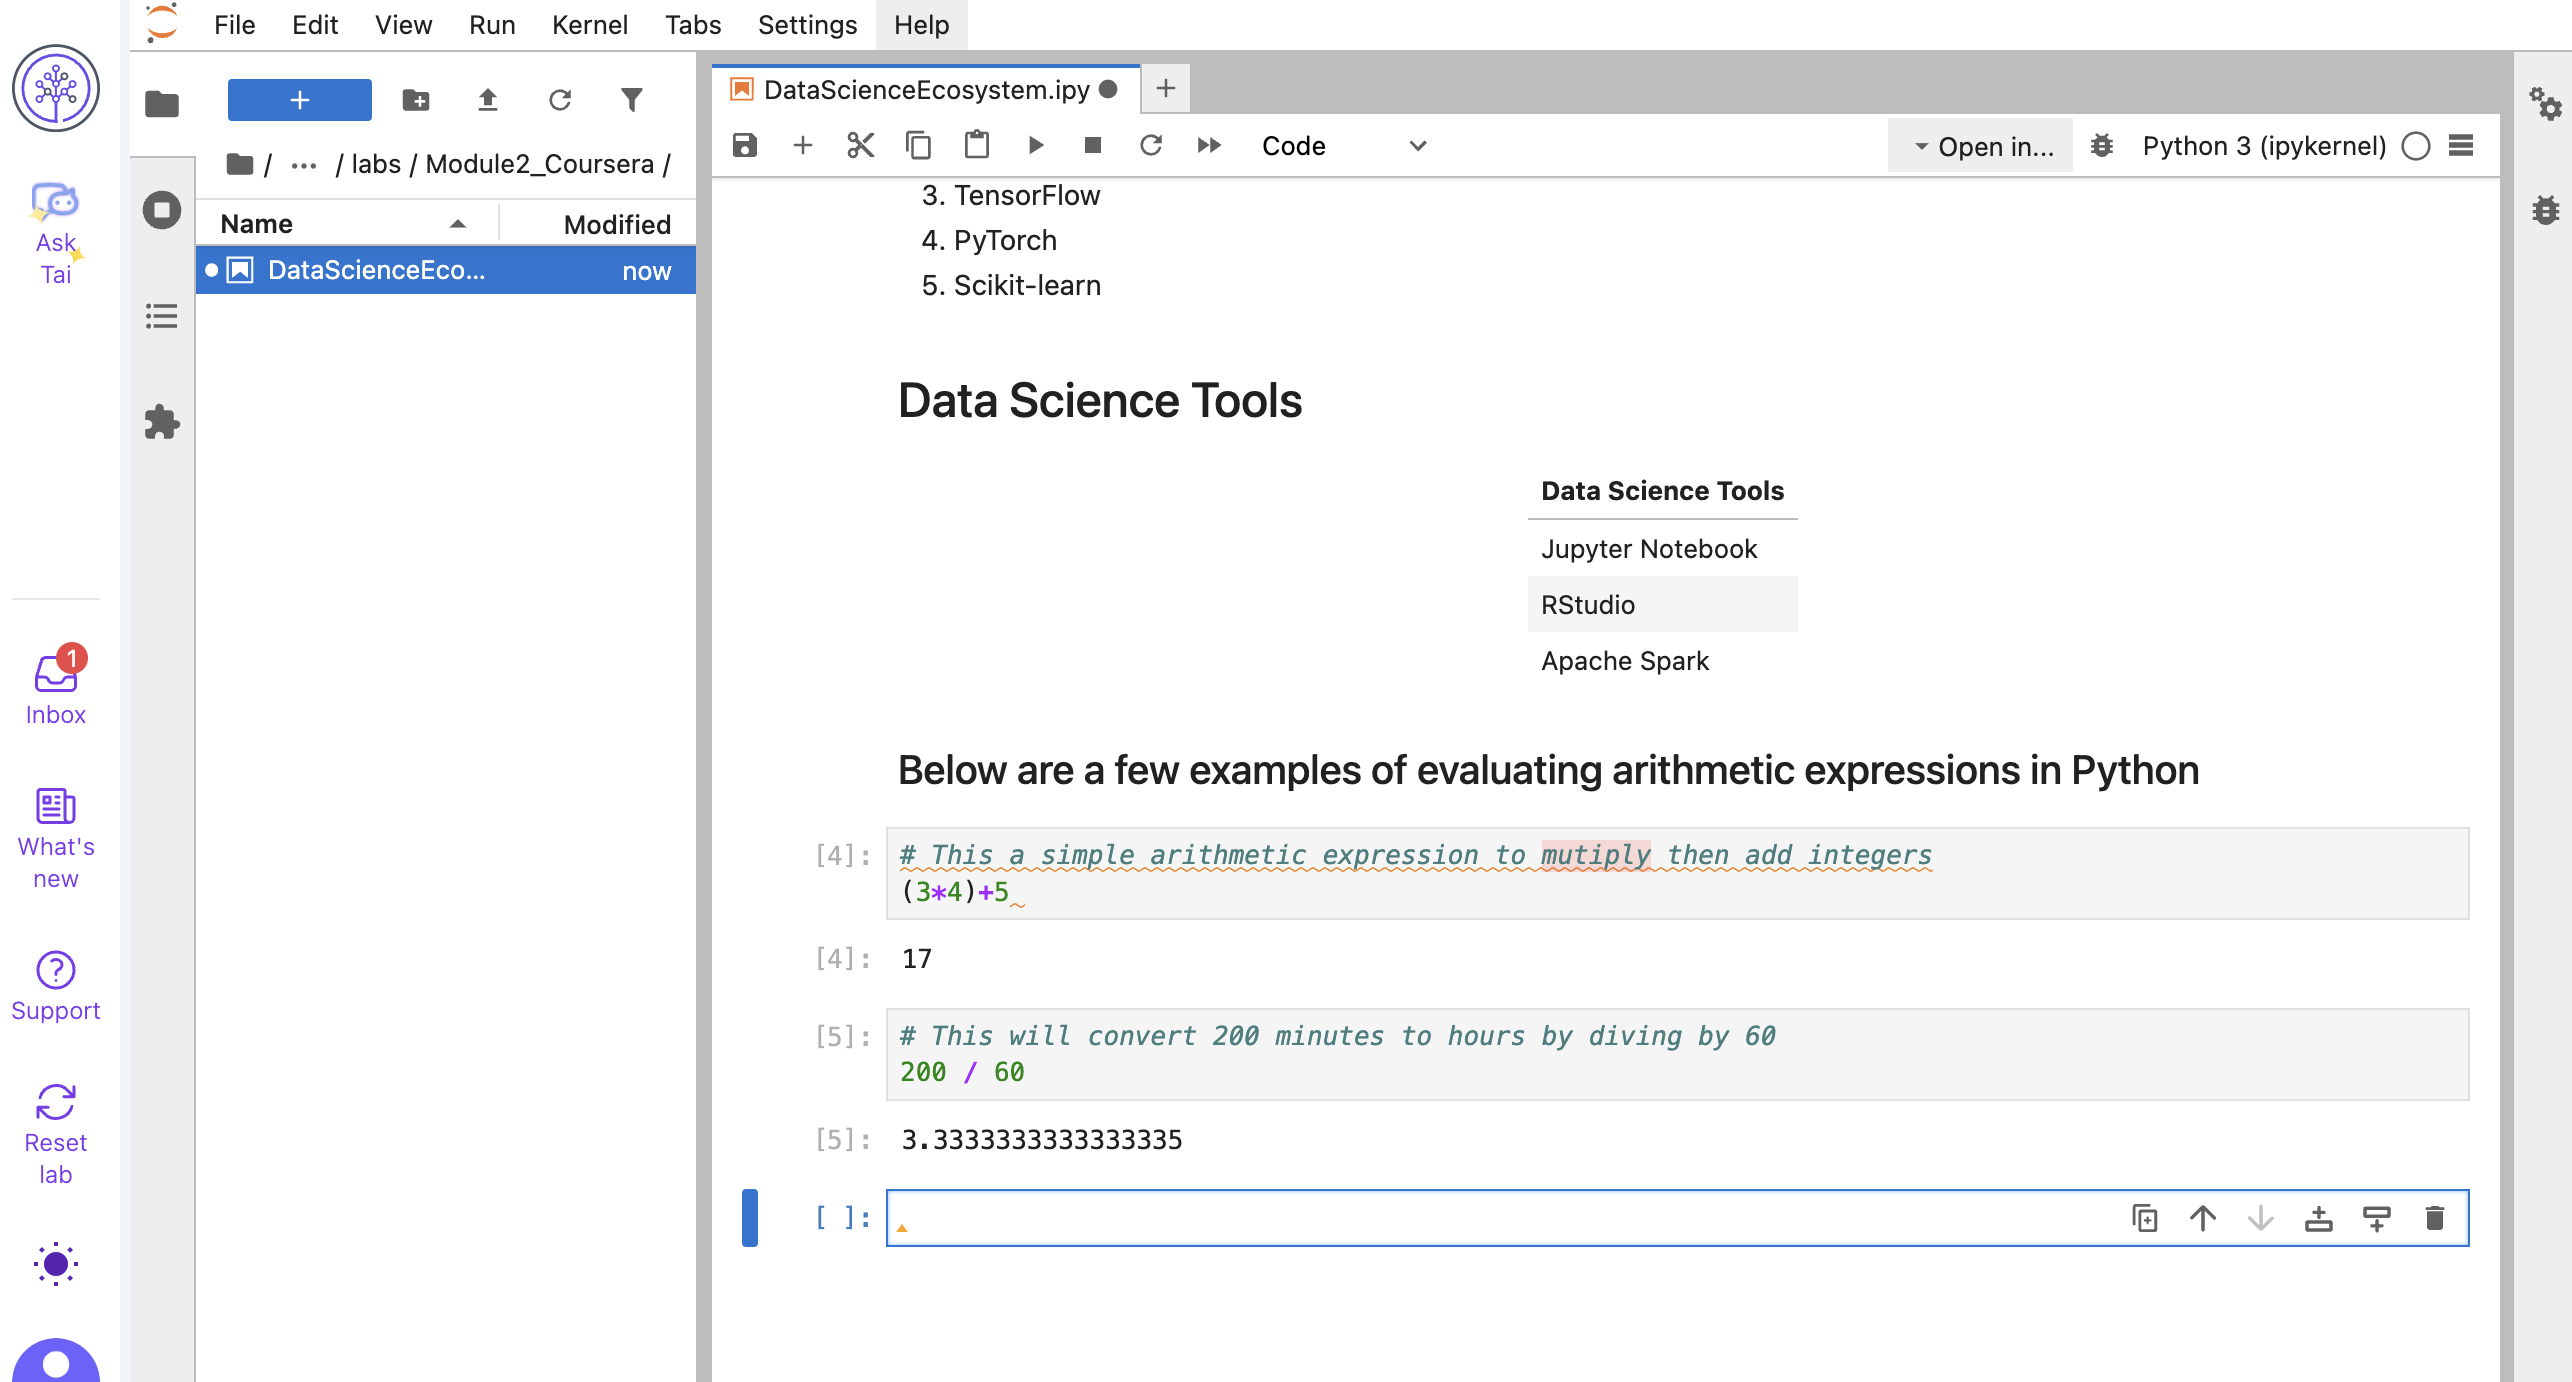 File Edit View Run Kernel Tabs Settings Help
Ask
Tai
1
Inbox
What's
new
Support
Reset
lab
+
/ ... / labs / Module2_Coursera /
Name Modified
DataScienceEco... now
DataScienceEcosystem.ipy
Code
Open in...
Python 3 (ipykernel)
3. TensorFlow
4. PyTorch
5. Scikit-learn
Data Science Tools
Data Science Tools
Jupyter Notebook
RStudio
Apache Spark
Below are a few examples of evaluating arithmetic expressions in Python
[4]: # This a simple arithmetic expression to mutiply then add integers
(3*4)+5
[4]: 17
[5]: # This will convert 200 minutes to hours by diving by 60
200 / 60
[5]: 3.3333333333333335
[ ]: